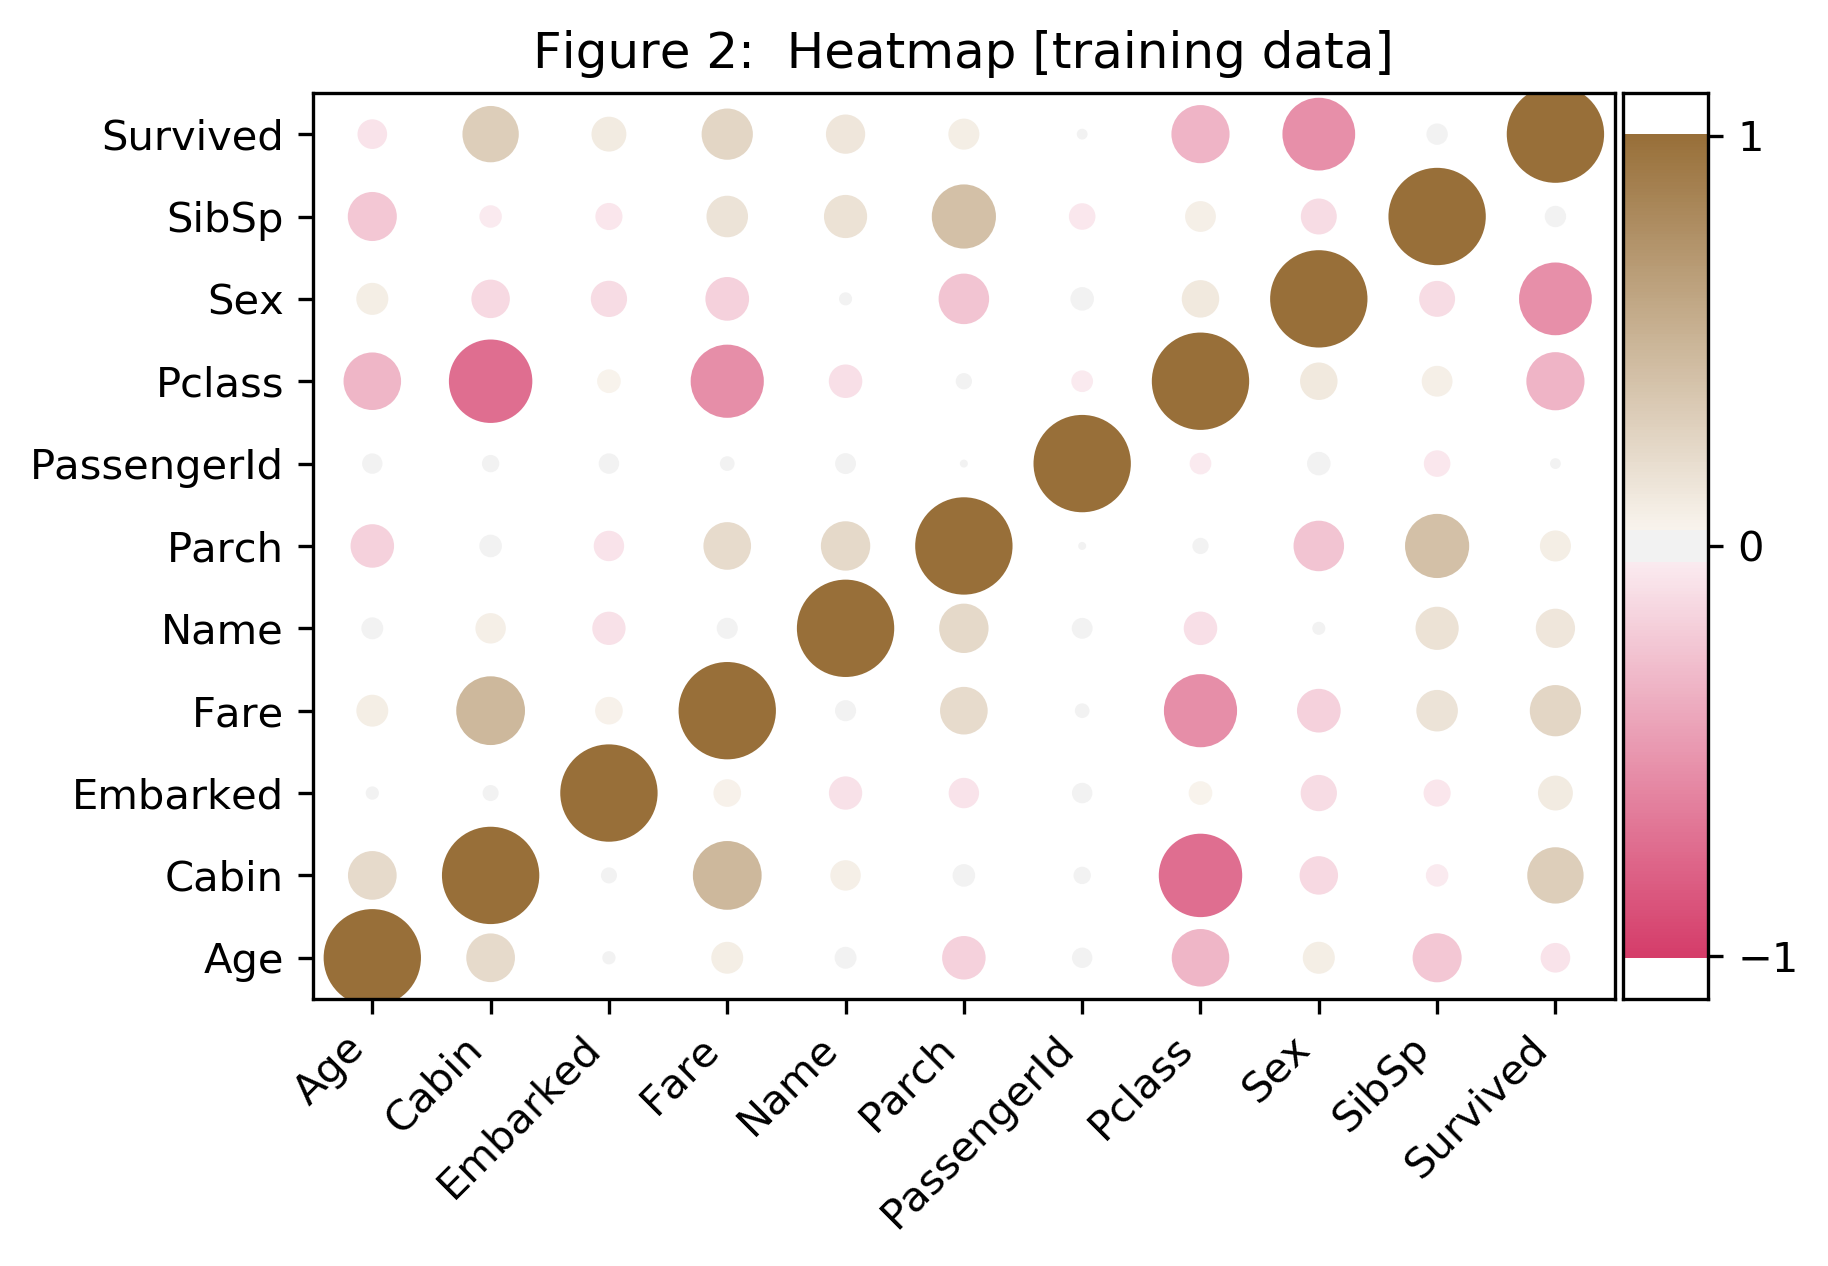 Figure 2:  Heatmap [training data]
Survived
SibSp
Sex
Pclass
PassengerId
Parch
Name
Fare
Embarked
Cabin
Age
1
0
−1
Age
Cabin
Embarked
Fare
Name
Parch
PassengerId
Pclass
Sex
SibSp
Survived